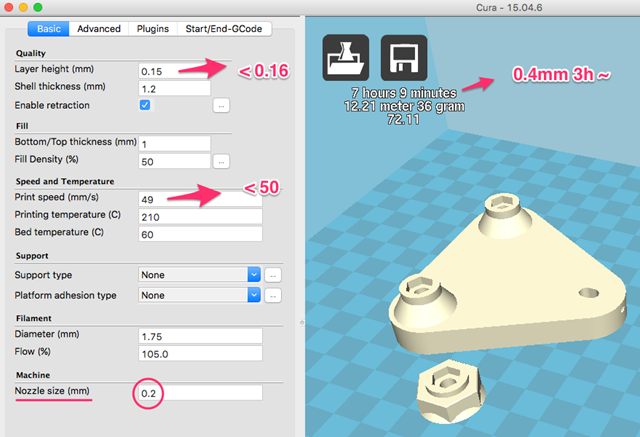 Cura - 15.04.6
Basic Advanced Plugins Start/End-GCode
Quality
Layer height (mm) 0.15 < 0.16
Shell thickness (mm) 1.2
Enable retraction ...
Fill
Bottom/Top thickness (mm) 1
Fill Density (%) 50 ...
Speed and Temperature
Print speed (mm/s) 49 < 50
Printing temperature (C) 210
Bed temperature (C) 60
Support
Support type None ...
Platform adhesion type None ...
Filament
Diameter (mm) 1.75
Flow (%) 105.0
Machine
Nozzle size (mm) 0.2
0.4mm 3h ~
7 hours 9 minutes
12.21 meter 36 gram
72.11